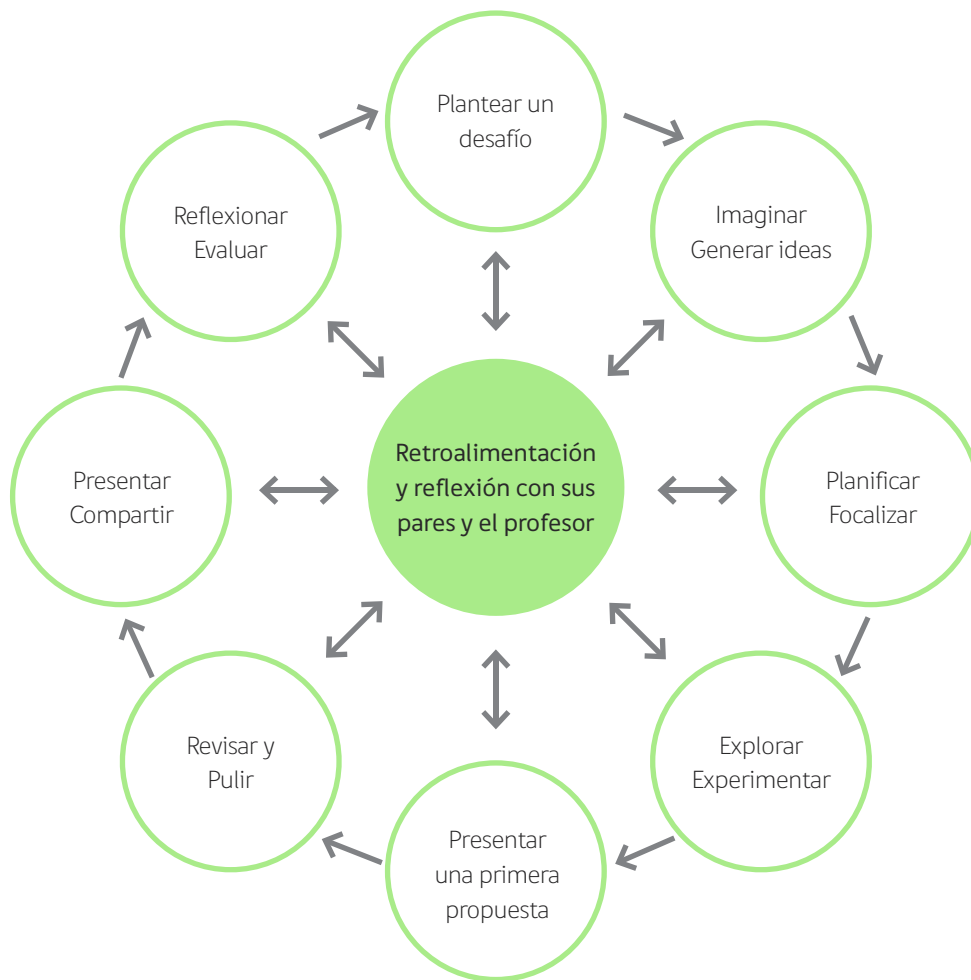 Plantear un
desafío
Imaginar
Generar ideas
Planificar
Focalizar
Explorar
Experimentar
Presentar
una primera
propuesta
Revisar y
Pulir
Presentar
Compartir
Reflexionar
Evaluar
Retroalimentación
y reflexión con sus
pares y el profesor